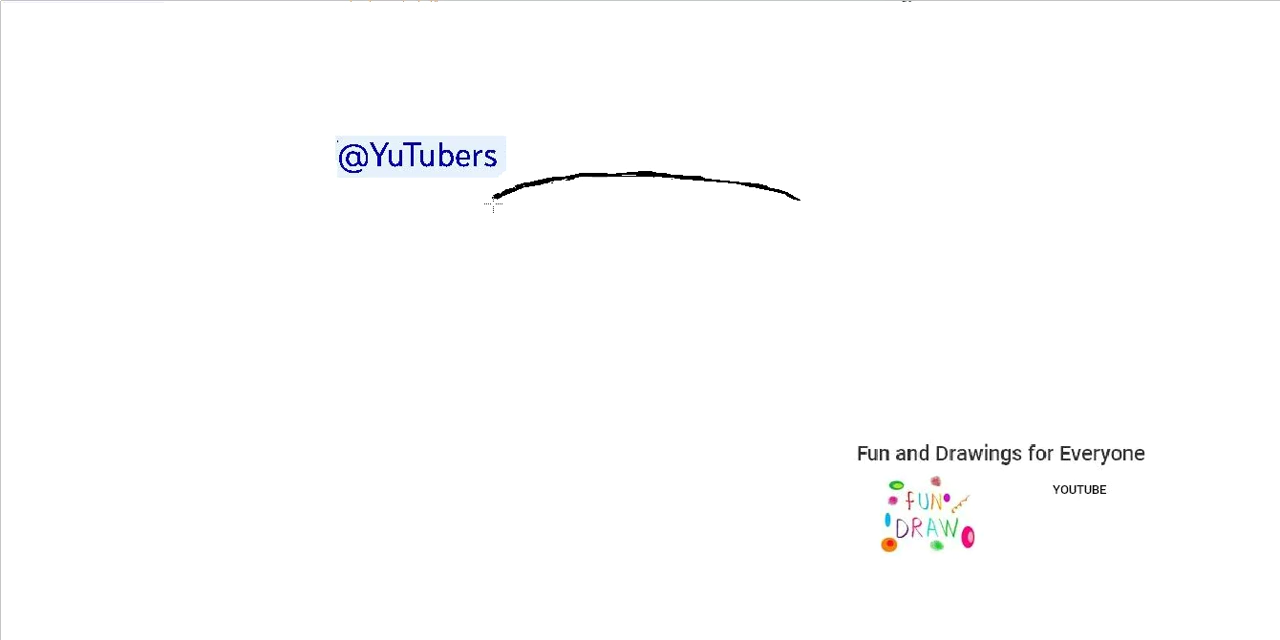 @YuTubers
Fun and Drawings for Everyone
YOUTUBE
FUN
DRAW